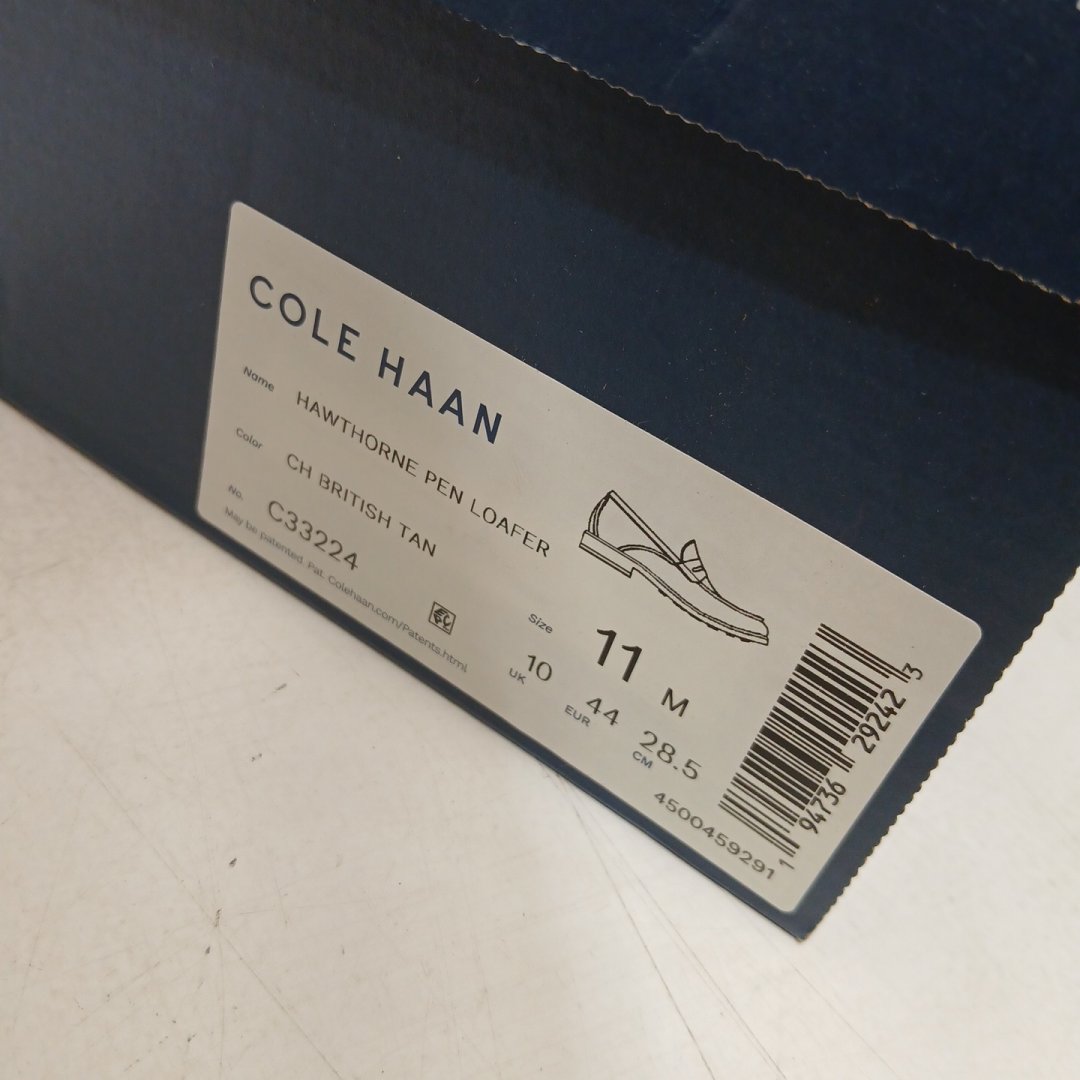 COLE HAAN
Name HAWTHORNE PEN LOAFER
Color CH BRITISH TAN
No. C33224
May be patented. Pat. Colehaan.com/Patents.html
Size 11 M
UK 10 EUR 44 CM 28.5
4500459291
1 94736 29242 3